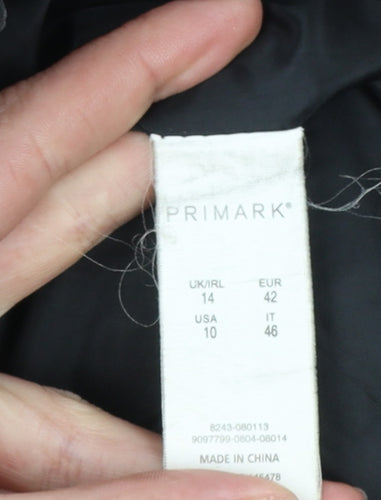 PRIMARK®
UK/IRL EUR
14 42
USA IT
10 46
8243-080113
9097799-0804-08014
MADE IN CHINA